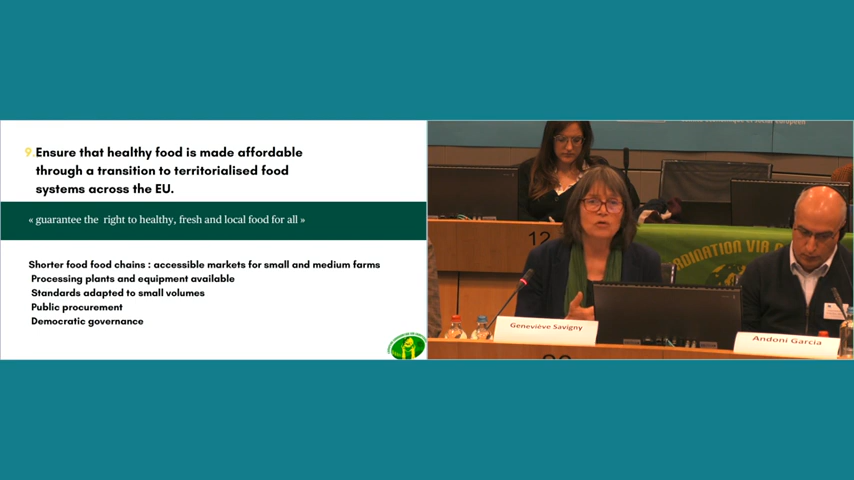 9. Ensure that healthy food is made affordable
through a transition to territorialised food
systems across the EU.
« guarantee the right to healthy, fresh and local food for all »
Shorter food food chains : accessible markets for small and medium farms
Processing plants and equipment available
Standards adapted to small volumes
Public procurement
Democratic governance
12
RDINATION VIA
Geneviève Savigny
Andoni Garcia